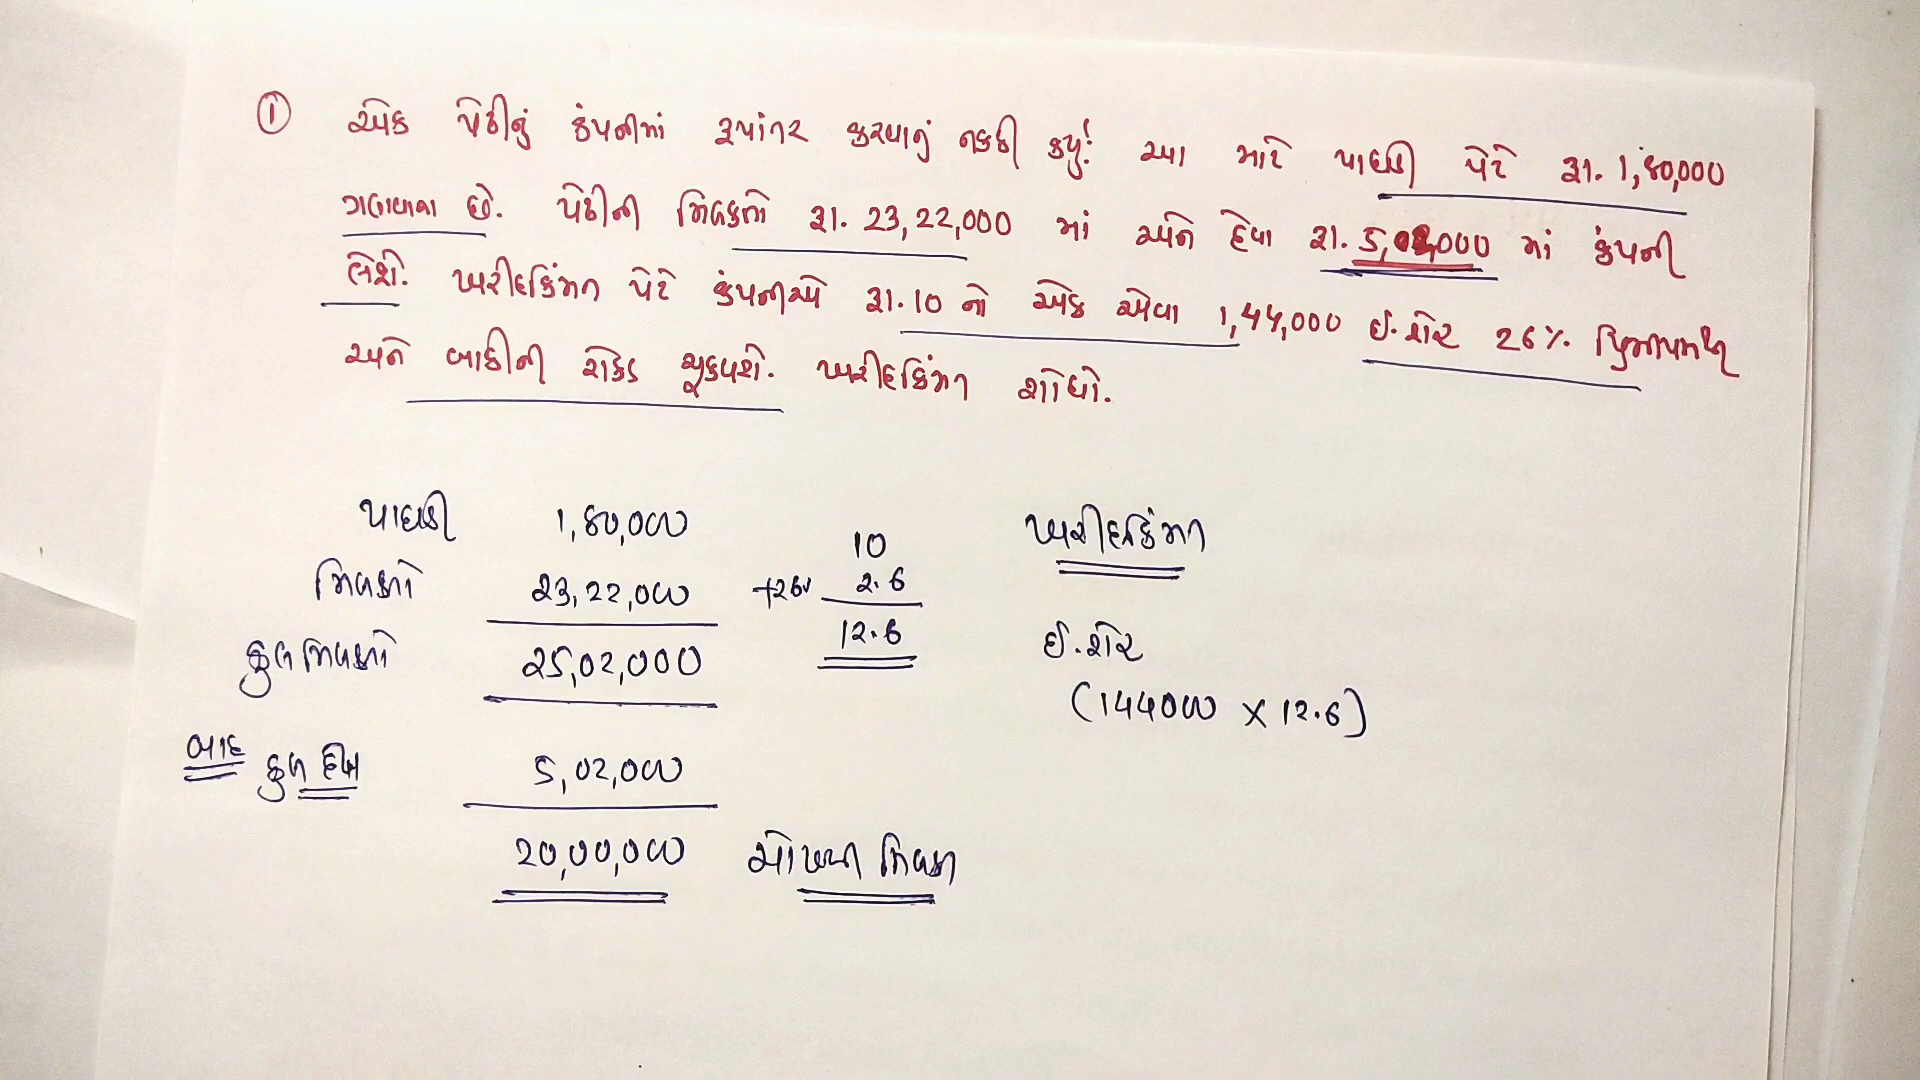 ① એક પેઢીનું કંપનીમાં રૂપાંતર કરવાનું નક્કી કર્યું. આ માટે પાઘડી પેટે રૂા. 1,80,000
ગણવાના છે. પેઢીની મિલકતો રૂા. 23,22,000 માં અને દેવા રૂા. 5,02,000 માં કંપની
લેશે. ખરીદકિંમત પેટે કંપનીએ રૂા.10 નો એક એવા 1,44,000 ઈ.શેર 26%. પ્રિમીયમથી
અને બાકીની રોકડ ચૂકવશે. ખરીદકિંમત શોધો.
પાઘડી 1,80,000
મિલકતો 23,22,000
કુલ મિલકતો 25,02,000
બાદ કુલ દેવા 5,02,000
20,00,000 ચોખ્ખી મિલકત
10
+26% 2.6
12.6
ખરીદકિંમત
ઈ.શેર
(144000 × 12.6)